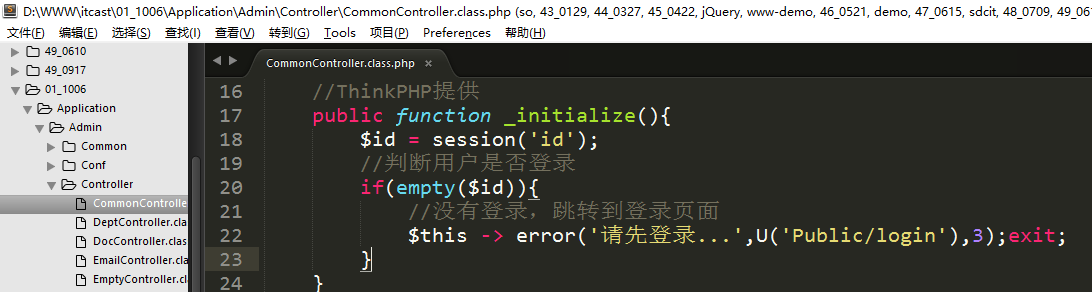 D:\WWW\itcast\01_1006\Application\Admin\Controller\CommonController.class.php (so, 43_0129, 44_0327, 45_0422, jQuery, www-demo, 46_0521, demo, 47_0615, sdcit, 48_0709, 49_061
文件(F) 编辑(E) 选择(S) 查找(I) 查看(V) 转到(G) Tools 项目(P) Preferences 帮助(H)
49_0610
49_0917
01_1006
Application
Admin
Common
Conf
Controller
CommonControlle
DeptController.cla
DocController.clas
EmailController.cl
EmptyController.cl
CommonController.class.php ×
16 //ThinkPHP提供
17 public function _initialize(){
18 $id = session('id');
19 //判断用户是否登录
20 if(empty($id)){
21 //没有登录，跳转到登录页面
22 $this -> error('请先登录...',U('Public/login'),3);exit;
23 }
24 }